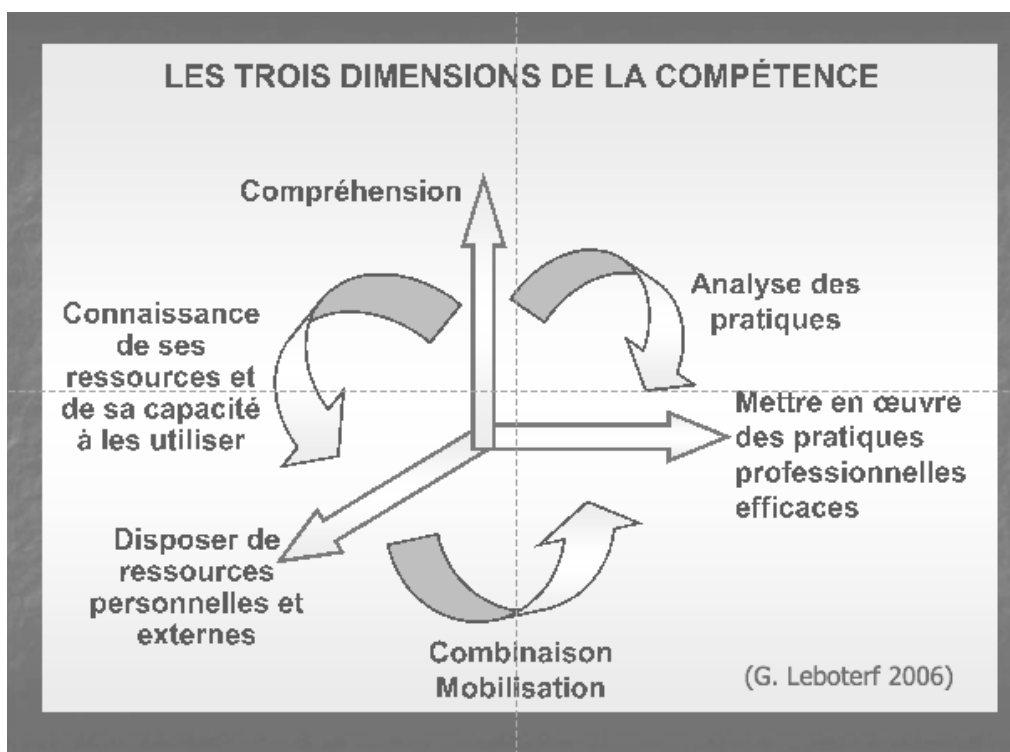 LES TROIS DIMENSIONS DE LA COMPÉTENCE
Compréhension
Analyse des
pratiques
Connaissance
de ses
ressources et
de sa capacité
à les utiliser
Mettre en œuvre
des pratiques
professionnelles
efficaces
Disposer de
ressources
personnelles et
externes
Combinaison
Mobilisation
(G. Leboterf 2006)